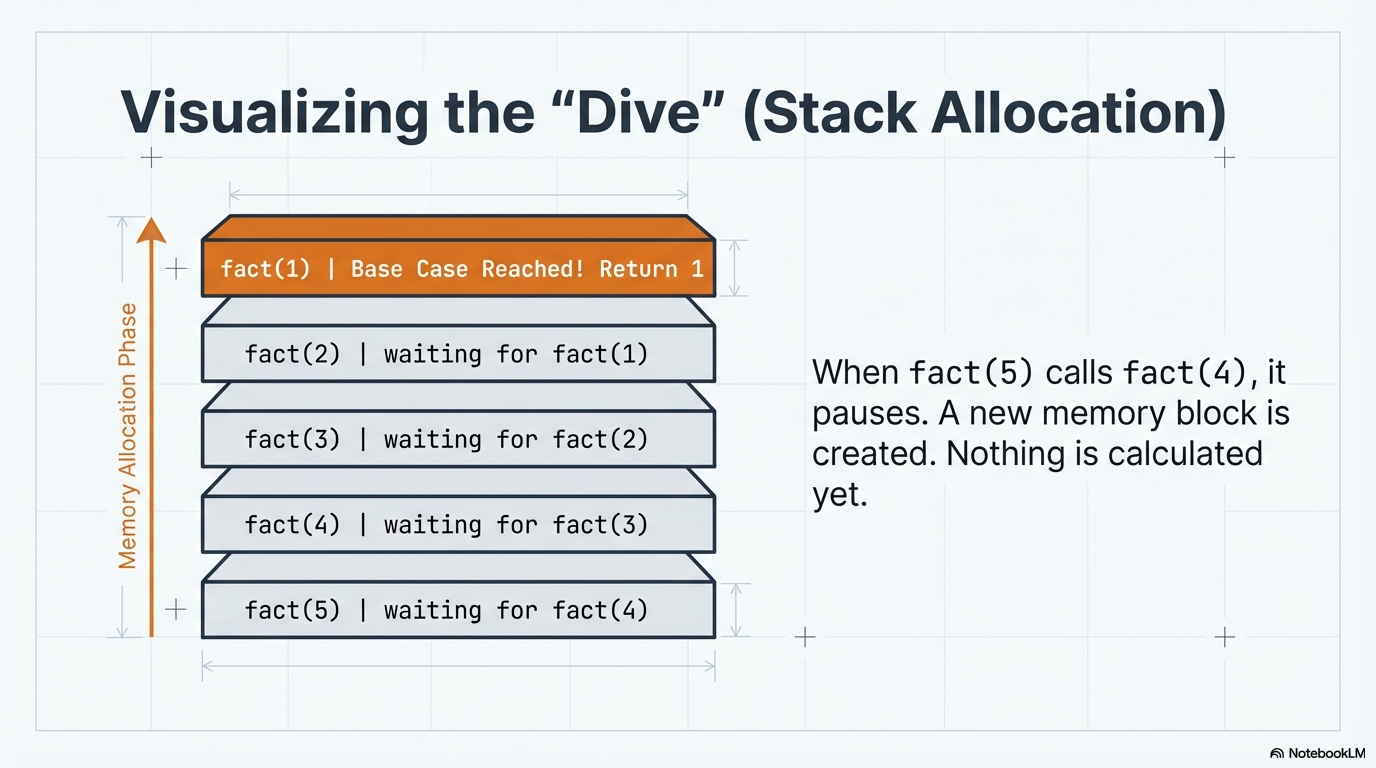 Visualizing the “Dive” (Stack Allocation)
Memory Allocation Phase
fact(1) | Base Case Reached! Return 1
fact(2) | waiting for fact(1)
fact(3) | waiting for fact(2)
fact(4) | waiting for fact(3)
fact(5) | waiting for fact(4)
When fact(5) calls fact(4), it
pauses. A new memory block is
created. Nothing is calculated
yet.
NotebookLM